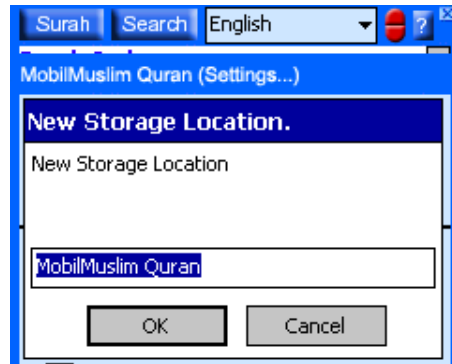 Surah Search English ?
MobilMuslim Quran (Settings...)
New Storage Location.
New Storage Location
MobilMuslim Quran
OK Cancel